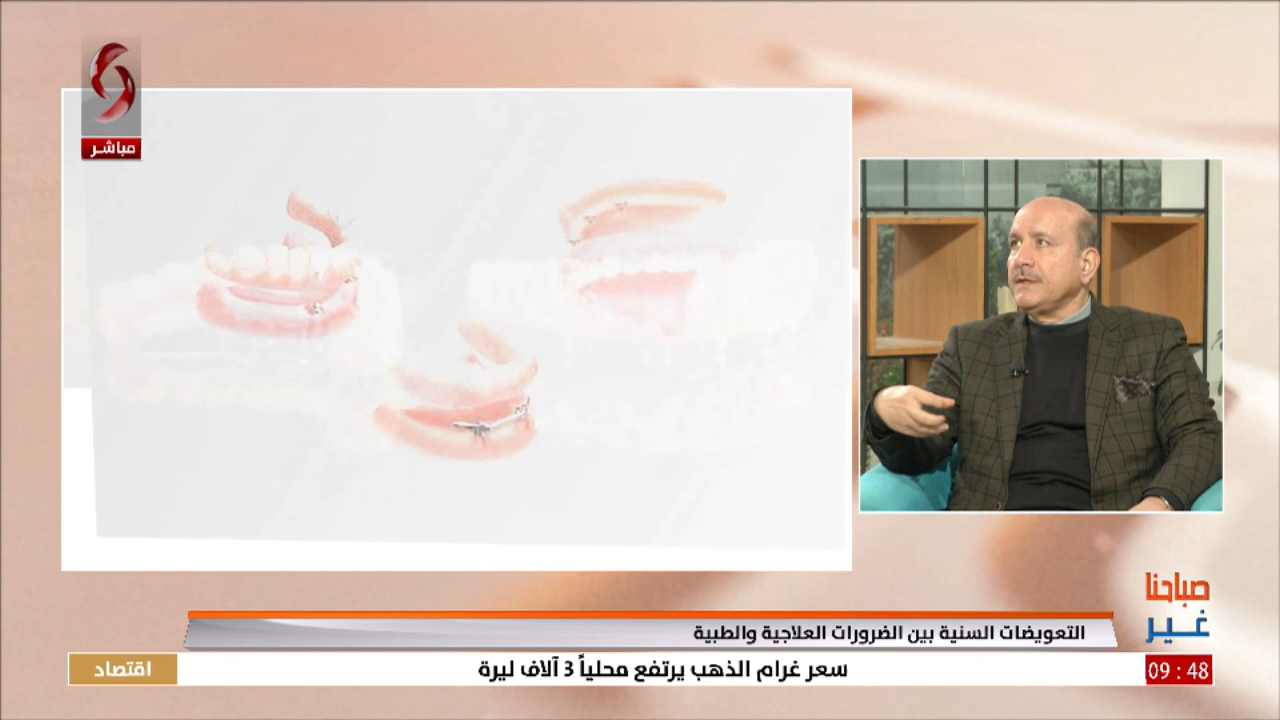 مباشر
صباحنا
غير
التعويضات السنية بين الضرورات العلاجية والطبية
اقتصاد
سعر غرام الذهب يرتفع محلياً 3 آلاف ليرة
09 : 48